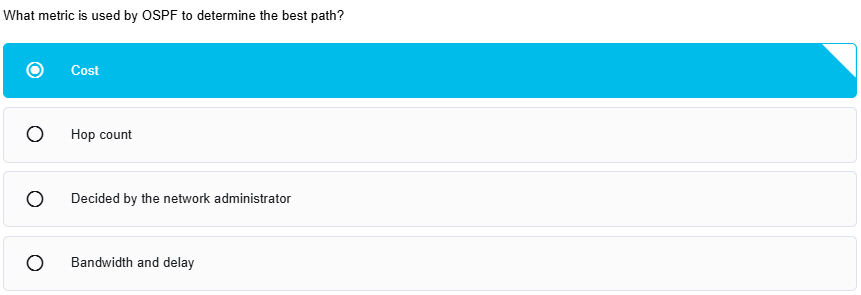 What metric is used by OSPF to determine the best path?
Cost
Hop count
Decided by the network administrator
Bandwidth and delay